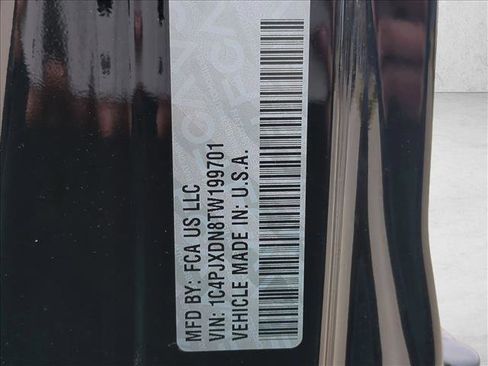 MFD BY: FCA US LLC
VIN: 1C4PJXDN8TW199701
VEHICLE MADE IN: U.S.A.